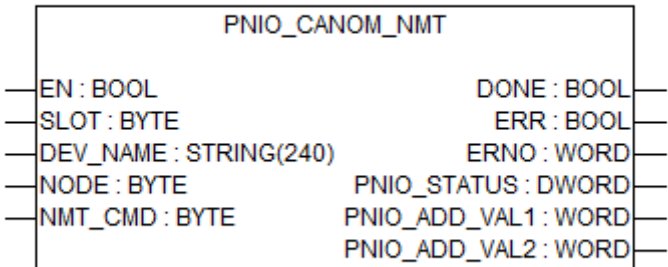 PNIO_CANOM_NMT
EN : BOOL DONE : BOOL
SLOT : BYTE ERR : BOOL
DEV_NAME : STRING(240) ERNO : WORD
NODE : BYTE PNIO_STATUS : DWORD
NMT_CMD : BYTE PNIO_ADD_VAL1 : WORD
PNIO_ADD_VAL2 : WORD